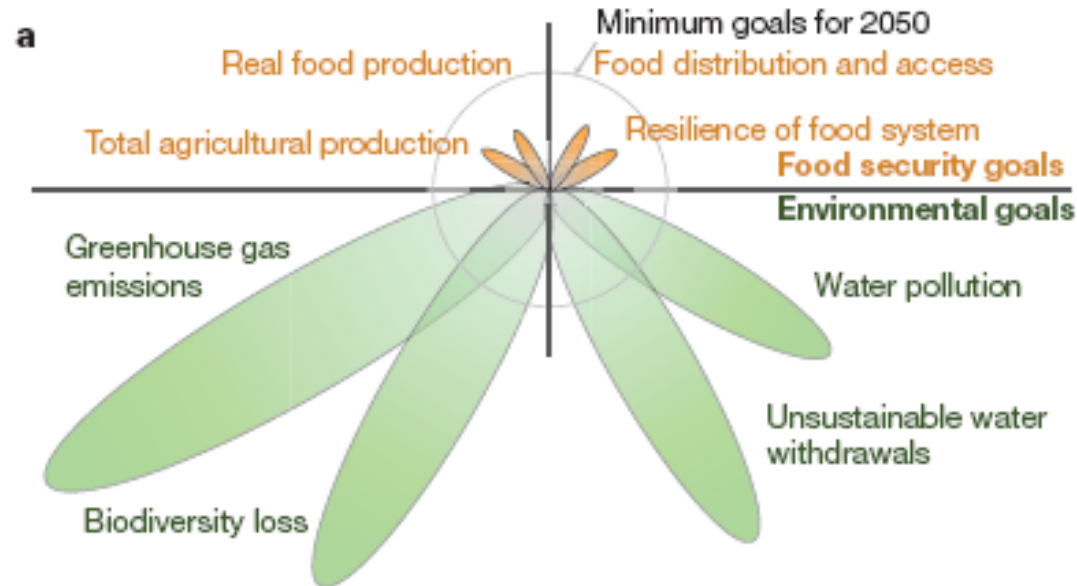 a
Minimum goals for 2050
Real food production
Food distribution and access
Total agricultural production
Resilience of food system
Food security goals
Environmental goals
Greenhouse gas
emissions
Water pollution
Unsustainable water
withdrawals
Biodiversity loss